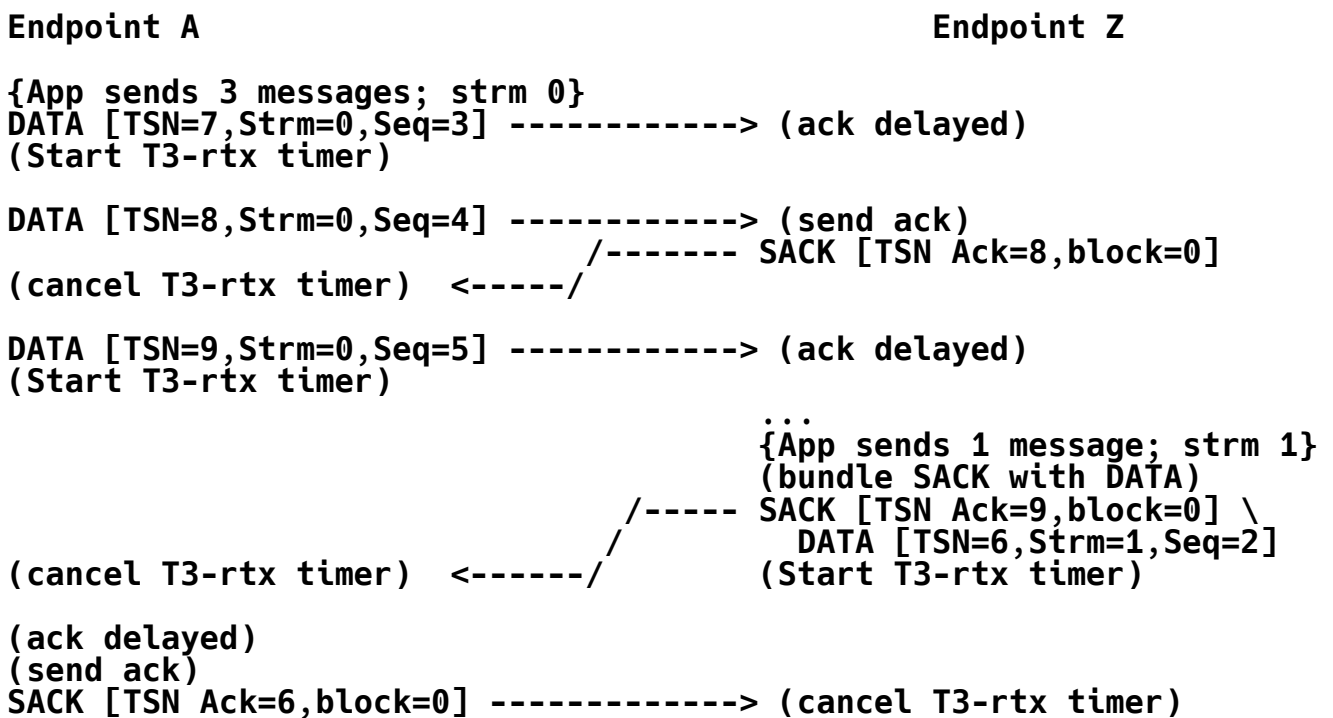 Endpoint A                                              Endpoint Z
{App sends 3 messages; strm 0}
DATA [TSN=7,Strm=0,Seq=3] ------------> (ack delayed)
(Start T3-rtx timer)
DATA [TSN=8,Strm=0,Seq=4] ------------> (send ack)
                                     /------- SACK [TSN Ack=8,block=0]
(cancel T3-rtx timer)  <-----/
DATA [TSN=9,Strm=0,Seq=5] ------------> (ack delayed)
(Start T3-rtx timer)
                                               ...
                                               {App sends 1 message; strm 1}
                                               (bundle SACK with DATA)
                                       /----- SACK [TSN Ack=9,block=0] \
                                      /           DATA [TSN=6,Strm=1,Seq=2]
(cancel T3-rtx timer)  <------/         (Start T3-rtx timer)
(ack delayed)
(send ack)
SACK [TSN Ack=6,block=0] -------------> (cancel T3-rtx timer)